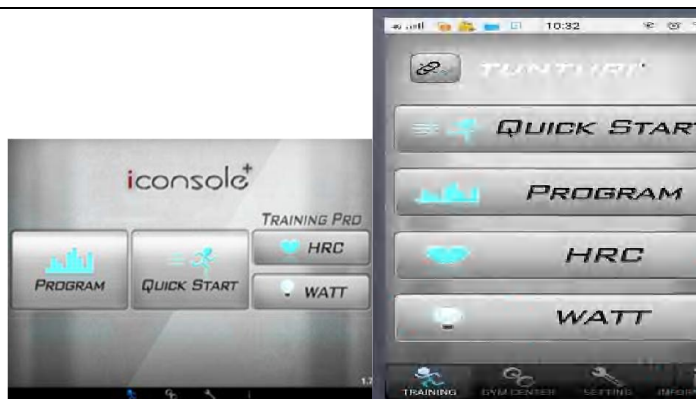 iconsole+
TRAINING PRO
HRC
PROGRAM
QUICK START
WATT
10:32
TUNTURI
QUICK START
PROGRAM
HRC
WATT
TRAINING
GYM CENTER
SETTING